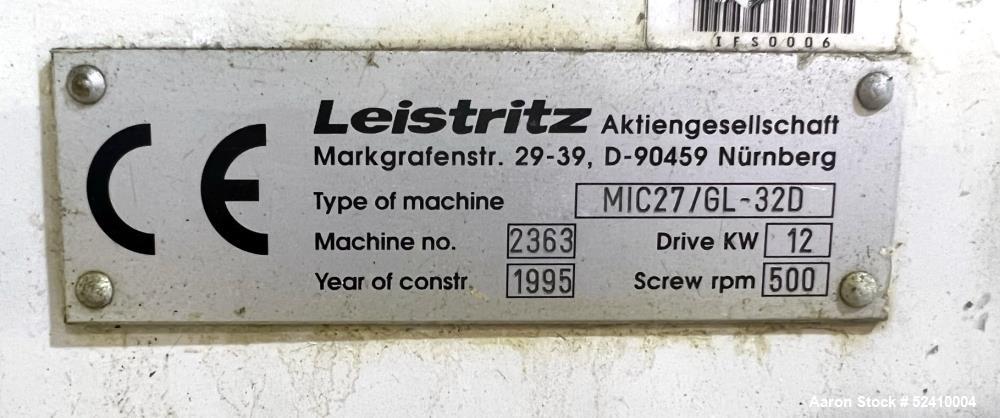 IFS0006
CE
Leistritz Aktiengesellschaft
Markgrafenstr. 29-39, D-90459 Nürnberg
Type of machine MIC27/GL-32D
Machine no. 2363 Drive KW 12
Year of constr. 1995 Screw rpm 500
Aaron Stock # 52410004